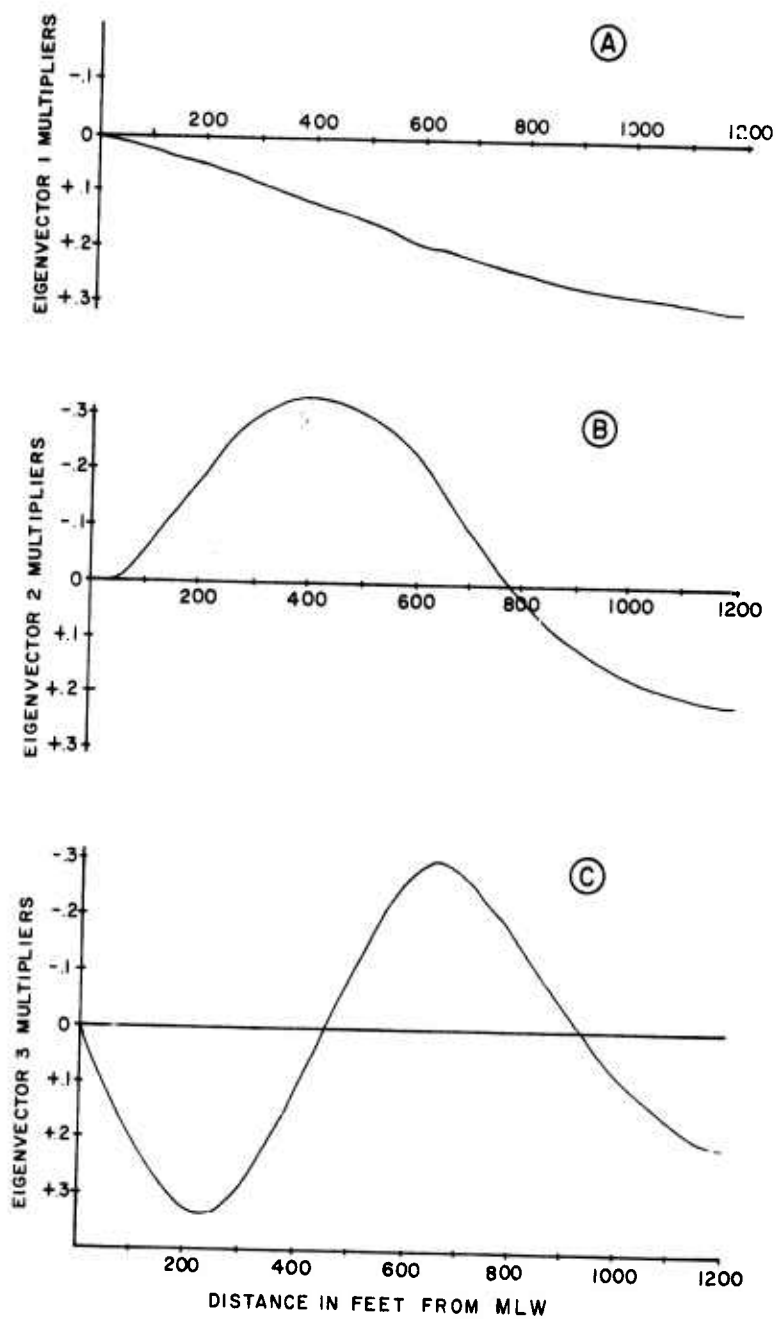 A
EIGENVECTOR 1 MULTIPLIERS
-.1
0
+.1
+.2
+.3
200 400 600 800 1000 1200
B
EIGENVECTOR 2 MULTIPLIERS
-.3
-.2
-.1
0
+.1
+.2
+3
200 400 600 800 1000 1200
C
EIGENVECTOR 3 MULTIPLIERS
-.3
-.2
-.1
0
+.1
+.2
+.3
200 400 600 800 1000 1200
DISTANCE IN FEET FROM MLW